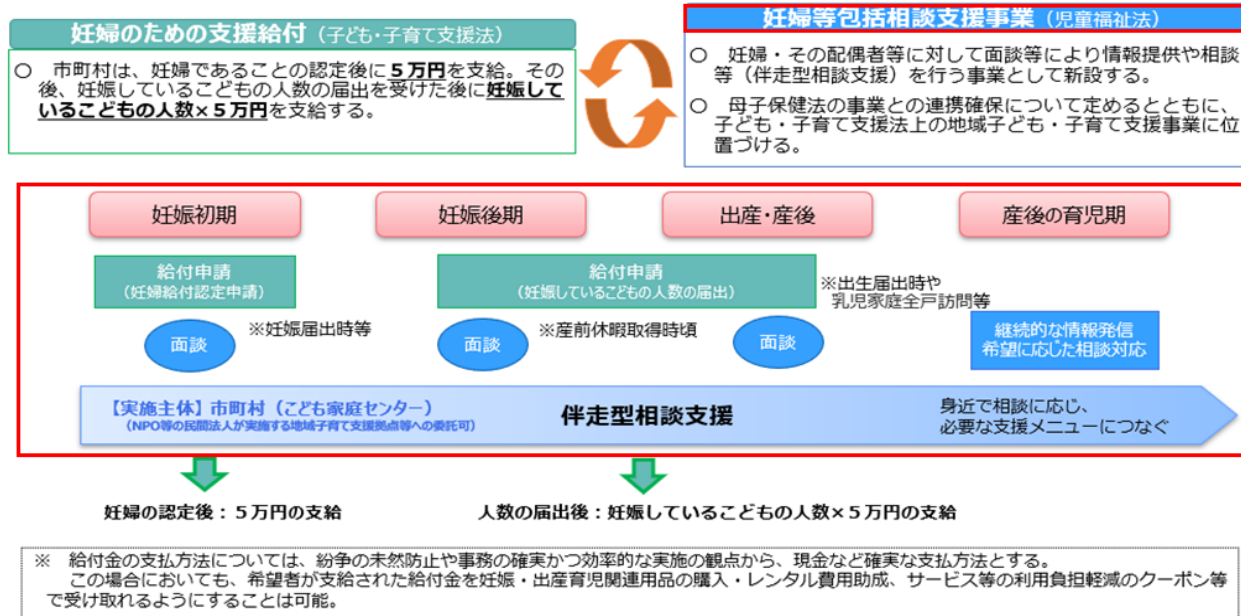 妊婦のための支援給付（子ども・子育て支援法）
○　市町村は、妊婦であることの認定後に５万円を支給。その
後、妊娠しているこどもの人数の届出を受けた後に妊娠して
いるこどもの人数×５万円を支給する。
妊婦等包括相談支援事業（児童福祉法）
○　妊婦・その配偶者等に対して面談等により情報提供や相談
等（伴走型相談支援）を行う事業として新設する。
○　母子保健法の事業との連携確保について定めるとともに、
子ども・子育て支援法上の地域子ども・子育て支援事業に位
置づける。
妊娠初期
妊娠後期
出産・産後
産後の育児期
給付申請
（妊婦給付認定申請）
給付申請
（妊娠しているこどもの人数の届出）
※出生届出時や
乳児家庭全戸訪問等
面談
※妊娠届出時等
面談
※産前休暇取得時頃
面談
継続的な情報発信
希望に応じた相談対応
【実施主体】市町村（こども家庭センター）
（NPO等の民間法人が実施する地域子育て支援拠点等への委託可）
伴走型相談支援
身近で相談に応じ、
必要な支援メニューにつなぐ
妊婦の認定後：５万円の支給
人数の届出後：妊娠しているこどもの人数×５万円の支給
※　給付金の支払方法については、紛争の未然防止や事務の確実かつ効率的な実施の観点から、現金など確実な支払方法とする。
この場合においても、希望者が支給された給付金を妊娠・出産育児関連用品の購入・レンタル費用助成、サービス等の利用負担軽減のクーポン等
で受け取れるようにすることは可能。